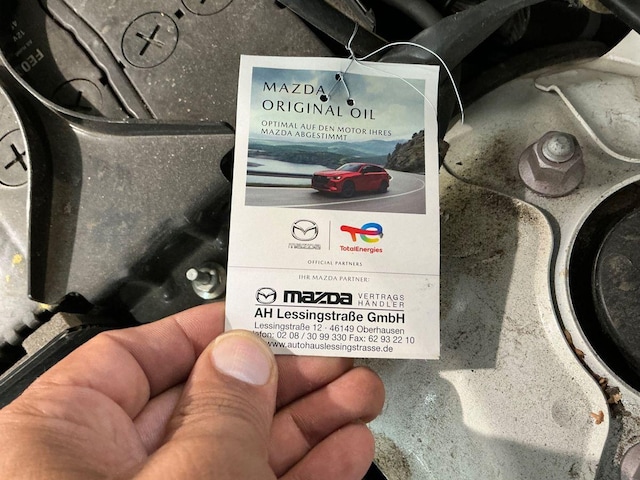 MAZDA
ORIGINAL OIL
OPTIMAL AUF DEN MOTOR IHRES
MAZDA ABGESTIMMT
mazda
TotalEnergies
OFFICIAL PARTNERS
IHR MAZDA PARTNER:
mazda VERTRAGS
HÄNDLER
AH Lessingstraße GmbH
Lessingstraße 12 - 46149 Oberhausen
lefon: 02 08 / 30 99 330 Fax: 62 93 22 10
www.autohauslessingstrasse.de